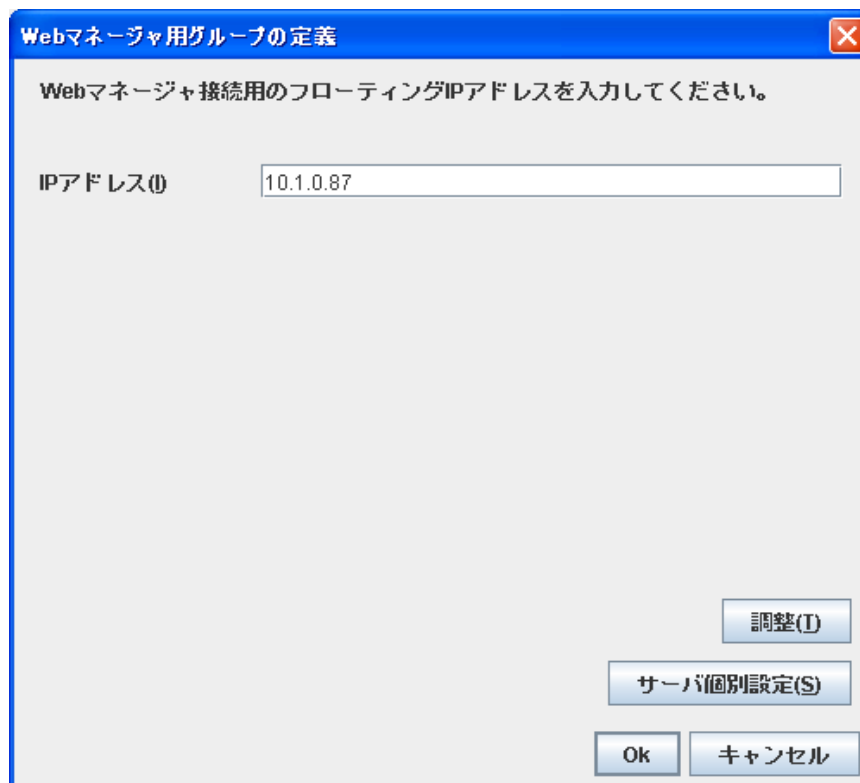 Webマネージャ用グループの定義
Webマネージャ接続用のフローティングIPアドレスを入力してください。
IPアドレス(I) 10.1.0.87
調整(T)
サーバ個別設定(S)
Ok キャンセル